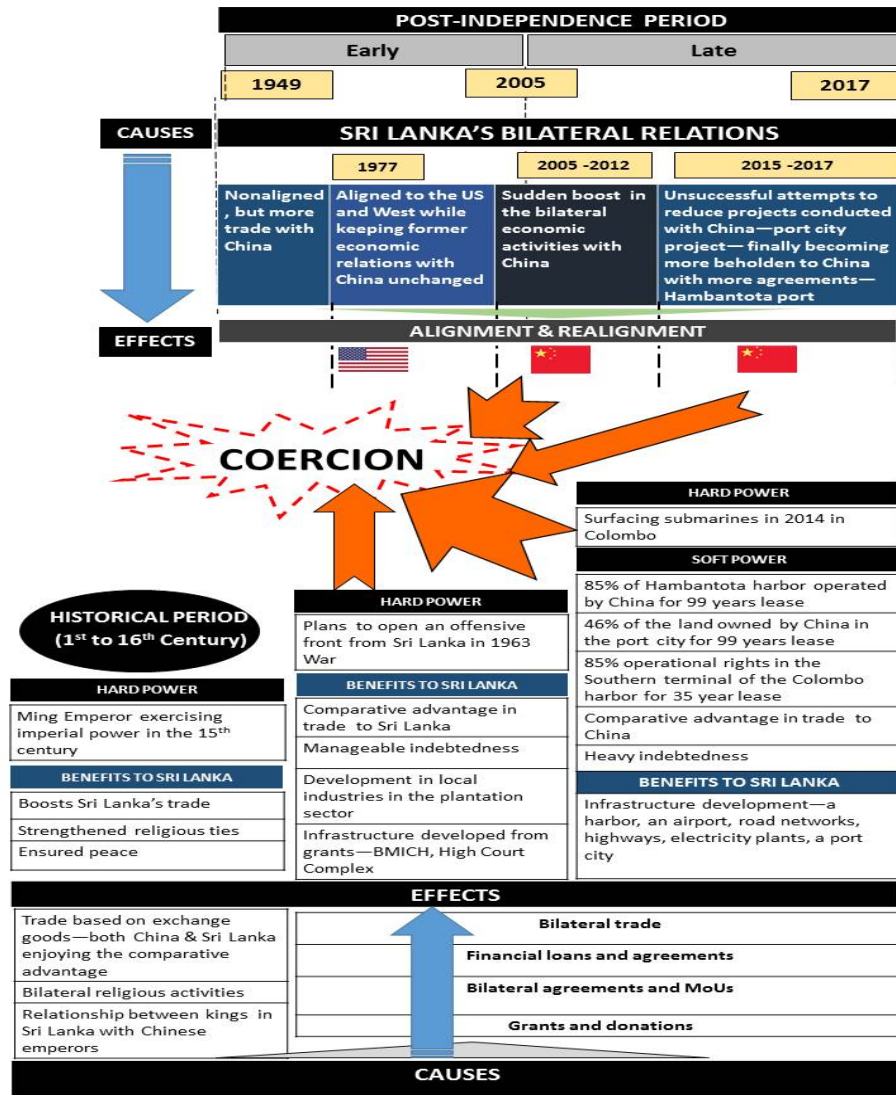 POST-INDEPENDENCE PERIOD
Early
Late
1949
2005
2017
CAUSES
SRI LANKA'S BILATERAL RELATIONS
1977
2005 -2012
2015 -2017
Nonaligned
, but more
trade with
China
Aligned to the US
and West while
keeping former
economic
relations with
China unchanged
Sudden boost in
the bilateral
economic
activities with
China
Unsuccessful attempts to
reduce projects conducted
with China—port city
project— finally becoming
more beholden to China
with more agreements—
Hambantota port
EFFECTS
ALIGNMENT & REALIGNMENT
COERCION
HARD POWER
Surfacing submarines in 2014 in
Colombo
SOFT POWER
85% of Hambantota harbor operated
by China for 99 years lease
46% of the land owned by China in
the port city for 99 years lease
85% operational rights in the
Southern terminal of the Colombo
harbor for 35 year lease
Comparative advantage in trade to
China
Heavy indebtedness
BENEFITS TO SRI LANKA
Infrastructure development—a
harbor, an airport, road networks,
highways, electricity plants, a port
city
HARD POWER
Plans to open an offensive
front from Sri Lanka in 1963
War
BENEFITS TO SRI LANKA
Comparative advantage in
trade to Sri Lanka
Manageable indebtedness
Development in local
industries in the plantation
sector
Infrastructure developed from
grants—BMICH, High Court
Complex
HISTORICAL PERIOD
(1st to 16th Century)
HARD POWER
Ming Emperor exercising
imperial power in the 15th
century
BENEFITS TO SRI LANKA
Boosts Sri Lanka's trade
Strengthened religious ties
Ensured peace
EFFECTS
Trade based on exchange
goods—both China & Sri Lanka
enjoying the comparative
advantage
Bilateral religious activities
Relationship between kings in
Sri Lanka with Chinese
emperors
Bilateral trade
Financial loans and agreements
Bilateral agreements and MoUs
Grants and donations
CAUSES